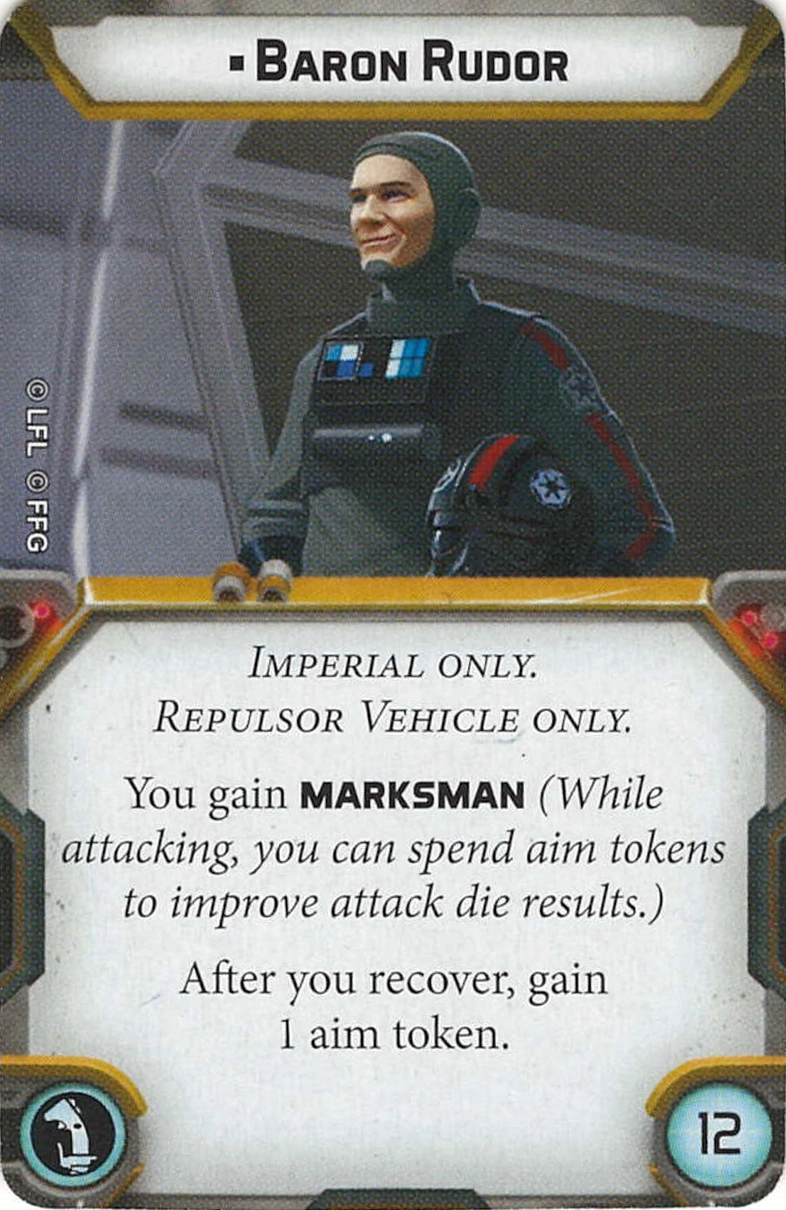 ▪ Baron Rudor
© LFL © FFG
Imperial only.
Repulsor Vehicle only.
You gain MARKSMAN (While
attacking, you can spend aim tokens
to improve attack die results.)
After you recover, gain
1 aim token.
12